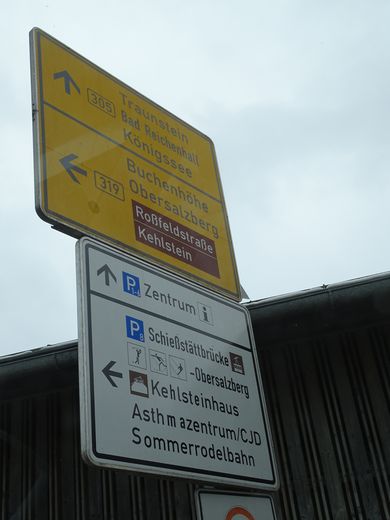 305 Traunstein
Bad Reichenhall
Königssee
319 Buchenhöhe
Obersalzberg
Roßfeldstraße
Kehlstein
P Zentrum i
P Schießstättbrücke
-Obersalzberg
Kehlsteinhaus
Asthmazentrum/CJD
Sommerrodelbahn